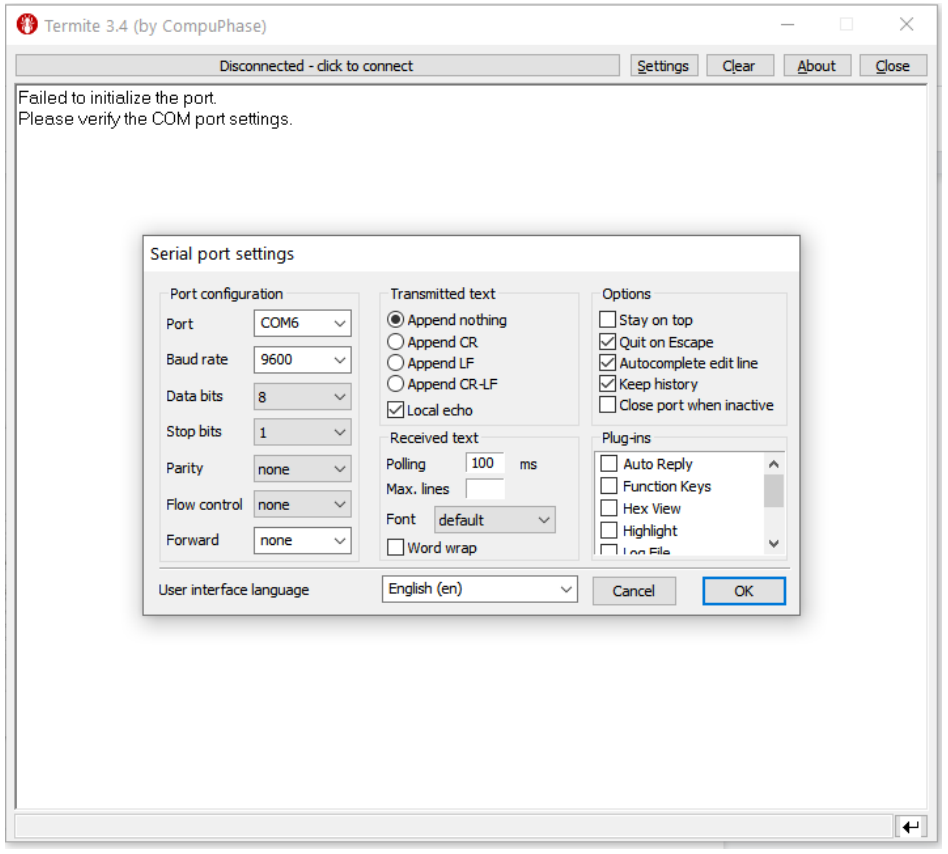 Termite 3.4 (by CompuPhase)
Disconnected - click to connect
Settings
Clear
About
Close
Failed to initialize the port.
Please verify the COM port settings.
Serial port settings
Port configuration
Port COM6
Baud rate 9600
Data bits 8
Stop bits 1
Parity none
Flow control none
Forward none
Transmitted text
Append nothing
Append CR
Append LF
Append CR-LF
Local echo
Received text
Polling 100 ms
Max. lines
Font default
Word wrap
Options
Stay on top
Quit on Escape
Autocomplete edit line
Keep history
Close port when inactive
Plug-ins
Auto Reply
Function Keys
Hex View
Highlight
Log File
User interface language English (en)
Cancel
OK